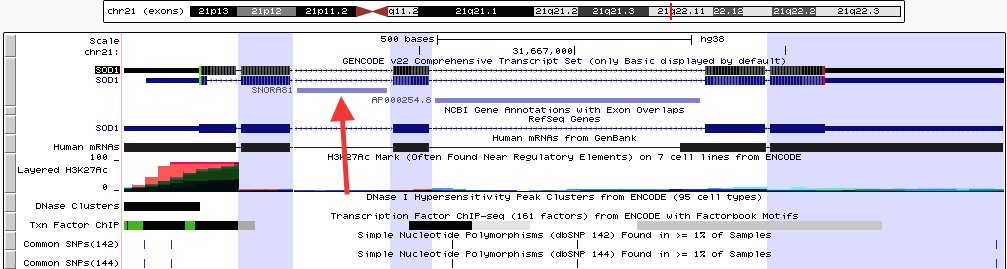 chr21 (exons) 21p13 21p12 21p11.2 q11.2 21q21.1 21q21.2 21q21.3 21q22.11 22.12 22.2 21q22.3
Scale 500 bases hg38
chr21: 31,667,000
GENCODE v22 Comprehensive Transcript Set (only Basic displayed by default)
SOD1
SOD1
SNORA81
AP000254.8
NCBI Gene Annotations with Exon Overlaps
RefSeq Genes
SOD1
Human mRNAs from GenBank
Human mRNAs
100 _ H3K27Ac Mark (Often Found Near Regulatory Elements) on 7 cell lines from ENCODE
Layered H3K27Ac
0 _
DNase I Hypersensitivity Peak Clusters from ENCODE (95 cell types)
DNase Clusters
Transcription Factor ChIP-seq (161 factors) from ENCODE with Factorbook Motifs
Txn Factor ChIP
Simple Nucleotide Polymorphisms (dbSNP 142) Found in >= 1% of Samples
Common SNPs(142)
Simple Nucleotide Polymorphisms (dbSNP 144) Found in >= 1% of Samples
Common SNPs(144)